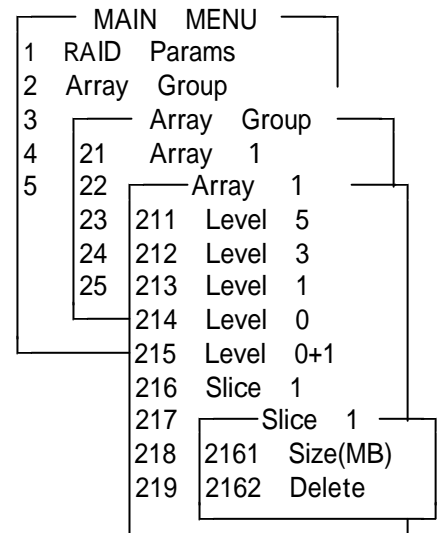 MAIN MENU
1 RAID Params
2 Array Group
3 Array Group
4 21 Array 1
5 22 Array 1
23 211 Level 5
24 212 Level 3
25 213 Level 1
214 Level 0
215 Level 0+1
216 Slice 1
217 Slice 1
218 2161 Size(MB)
219 2162 Delete